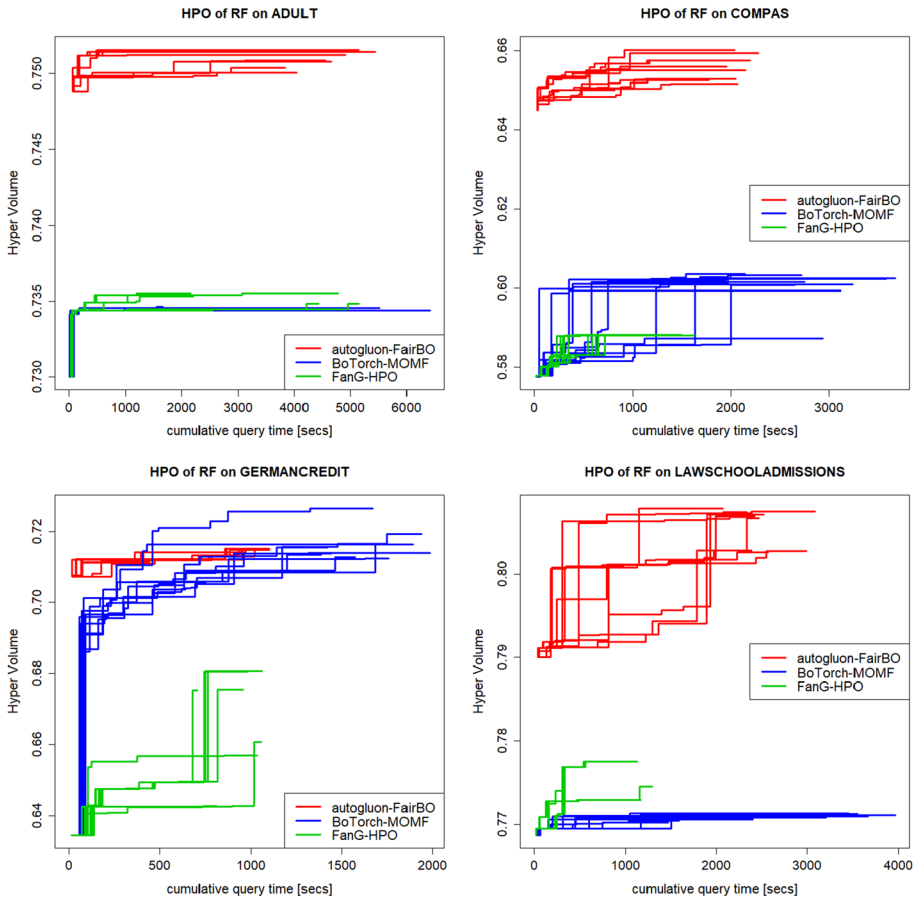 HPO of RF on ADULT
Hyper Volume
0.750
0.745
0.740
0.735
0.730
0 1000 2000 3000 4000 5000 6000
cumulative query time [secs]
autogluon-FairBO
BoTorch-MOMF
FanG-HPO
HPO of RF on COMPAS
Hyper Volume
0.66
0.64
0.62
0.60
0.58
0 1000 2000 3000
cumulative query time [secs]
autogluon-FairBO
BoTorch-MOMF
FanG-HPO
HPO of RF on GERMANCREDIT
Hyper Volume
0.72
0.70
0.68
0.66
0.64
0 500 1000 1500 2000
cumulative query time [secs]
autogluon-FairBO
BoTorch-MOMF
FanG-HPO
HPO of RF on LAWSCHOOLADMISSIONS
Hyper Volume
0.80
0.79
0.78
0.77
0 1000 2000 3000 4000
cumulative query time [secs]
autogluon-FairBO
BoTorch-MOMF
FanG-HPO